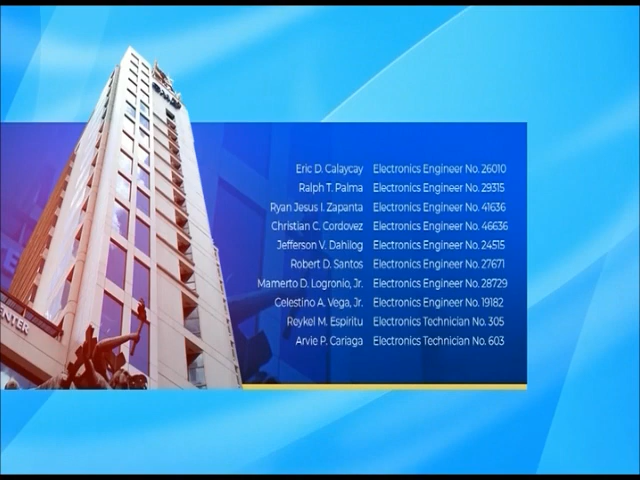 GMA
ENTER
Eric D. Calaycay Electronics Engineer No. 26010
Ralph T. Palma Electronics Engineer No. 29315
Ryan Jesus I. Zapanta Electronics Engineer No. 41636
Christian C. Cordovez Electronics Engineer No. 46636
Jefferson V. Dahilog Electronics Engineer No. 24515
Robert D. Santos Electronics Engineer No. 27671
Mamerto D. Logronio, Jr. Electronics Engineer No. 28729
Celestino A. Vega, Jr. Electronics Engineer No. 19182
Reykel M. Espiritu Electronics Technician No. 305
Arvie P. Cariaga Electronics Technician No. 603